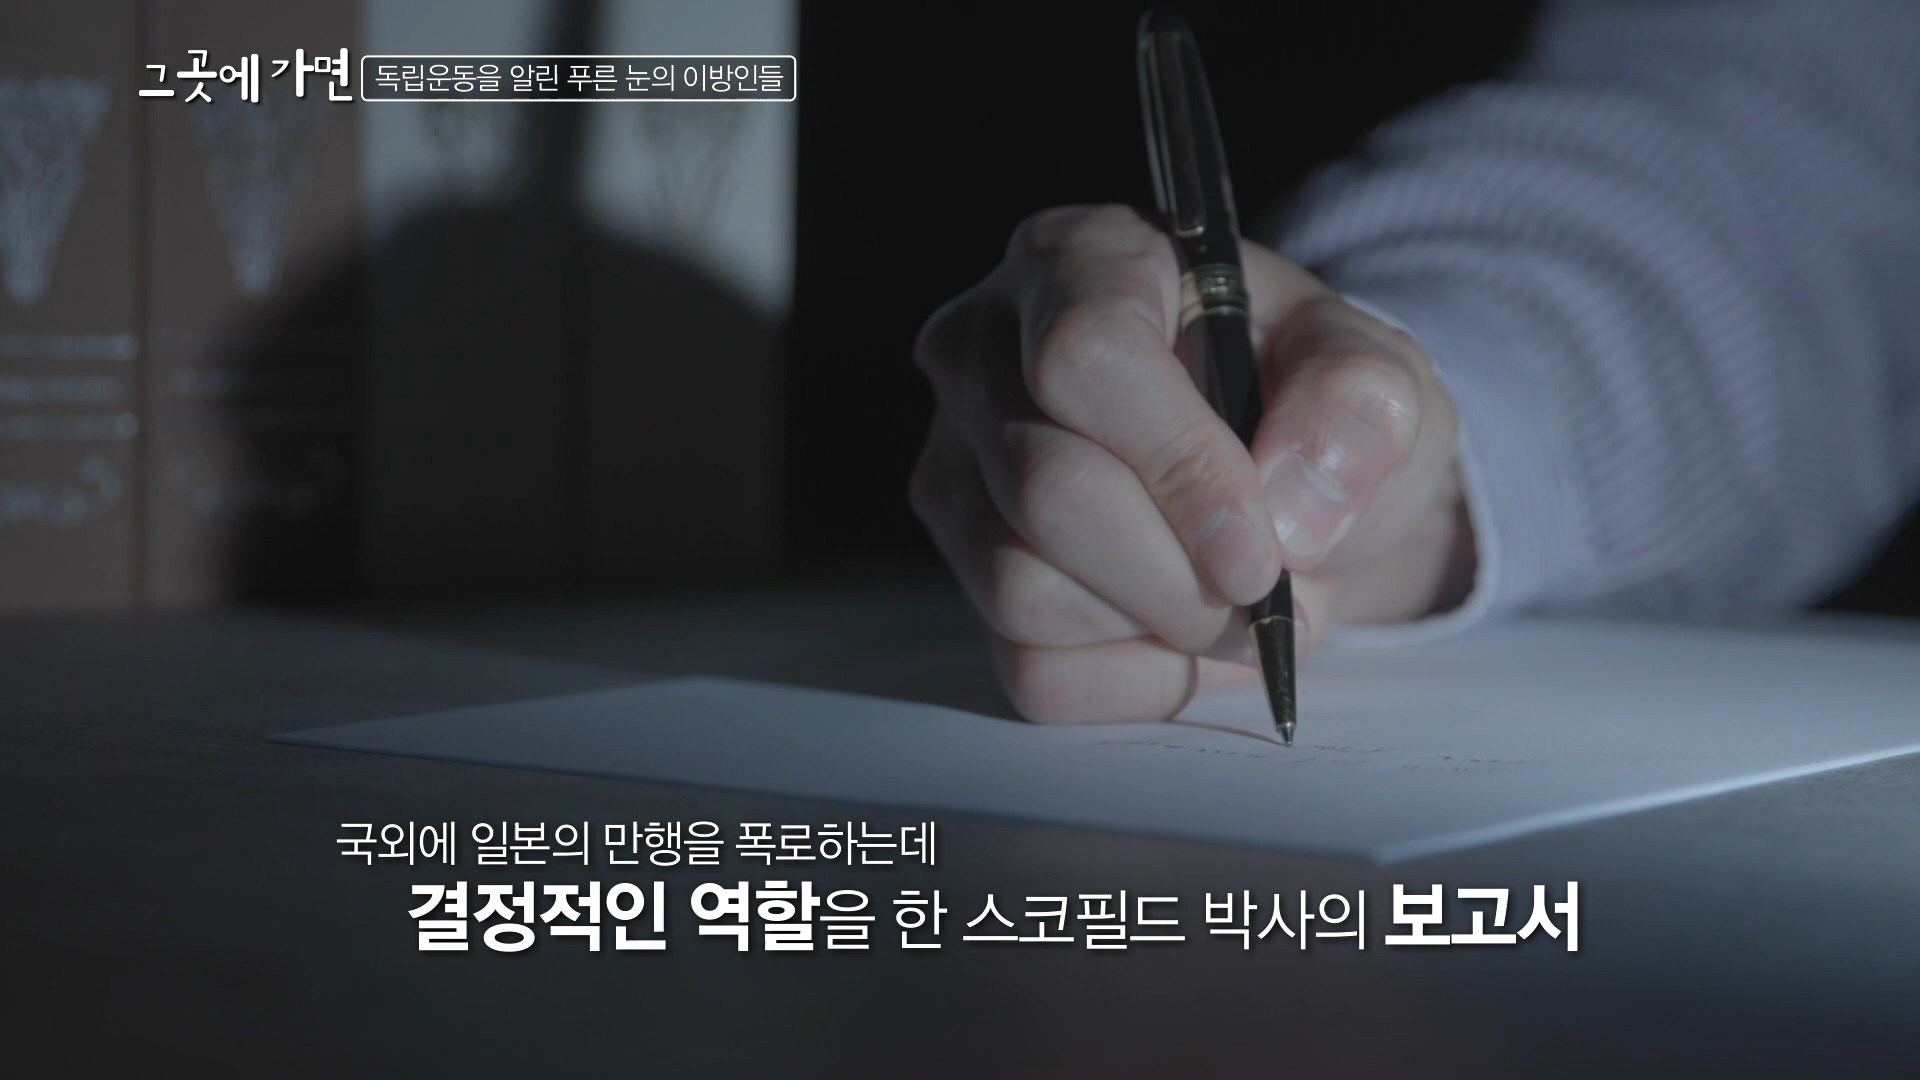 그곳에 가면 독립운동을 알린 푸른 눈의 이방인들
국외에 일본의 만행을 폭로하는데
결정적인 역할을 한 스코필드 박사의 보고서